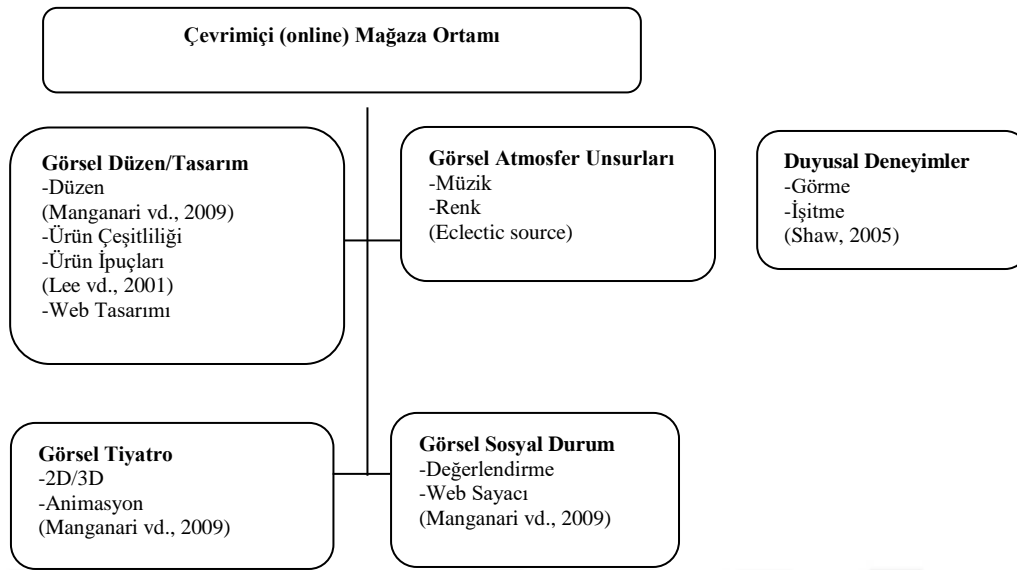 Çevrimiçi (online) Mağaza Ortamı
Görsel Düzen/Tasarım
-Düzen
(Manganari vd., 2009)
-Ürün Çeşitliliği
-Ürün İpuçları
(Lee vd., 2001)
-Web Tasarımı
Görsel Atmosfer Unsurları
-Müzik
-Renk
(Eclectic source)
Duyusal Deneyimler
-Görme
-İşitme
(Shaw, 2005)
Görsel Tiyatro
-2D/3D
-Animasyon
(Manganari vd., 2009)
Görsel Sosyal Durum
-Değerlendirme
-Web Sayacı
(Manganari vd., 2009)